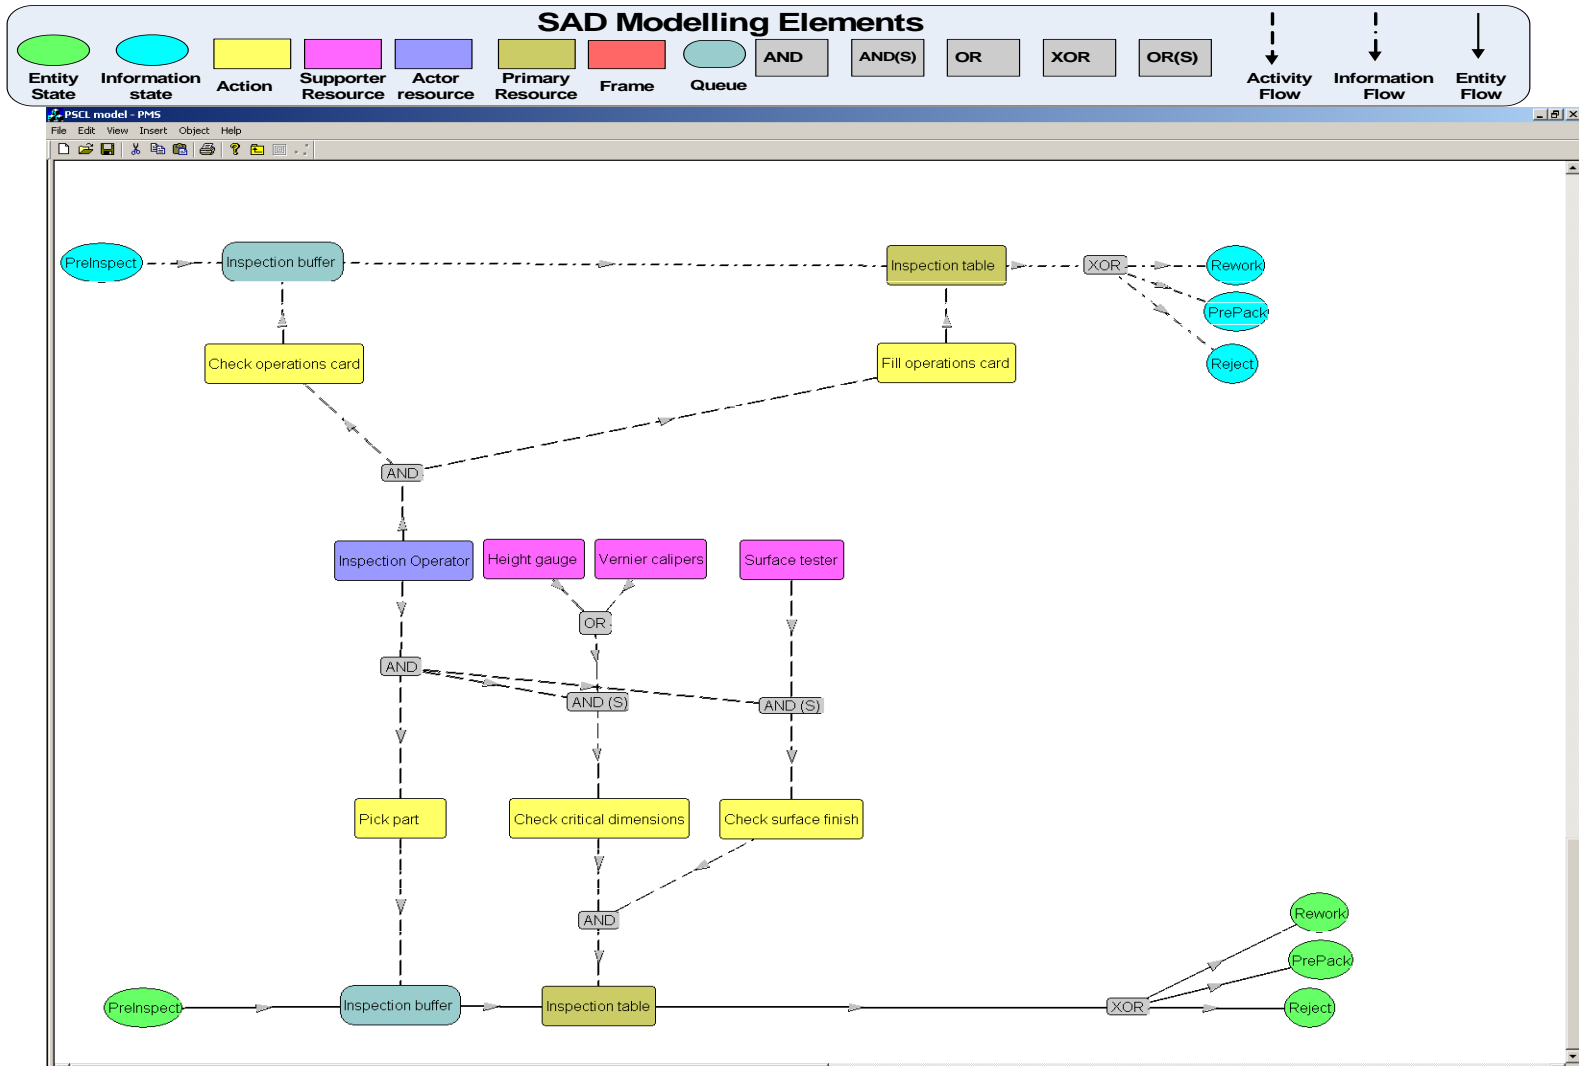 SAD Modelling Elements
Entity
State
Information
state
Action
Supporter
Resource
Actor
resource
Primary
Resource
Frame
Queue
AND
AND(S)
OR
XOR
OR(S)
Activity
Flow
Information
Flow
Entity
Flow
PSCL model - PMS
File Edit View Insert Object Help
PreInspect
Inspection buffer
Inspection table
XOR
Rework
PrePack
Reject
Check operations card
Fill operations card
AND
Inspection Operator
Height gauge
Vernier calipers
Surface tester
OR
AND
AND (S)
AND (S)
Pick part
Check critical dimensions
Check surface finish
AND
Rework
PrePack
PreInspect
Inspection buffer
Inspection table
XOR
Reject